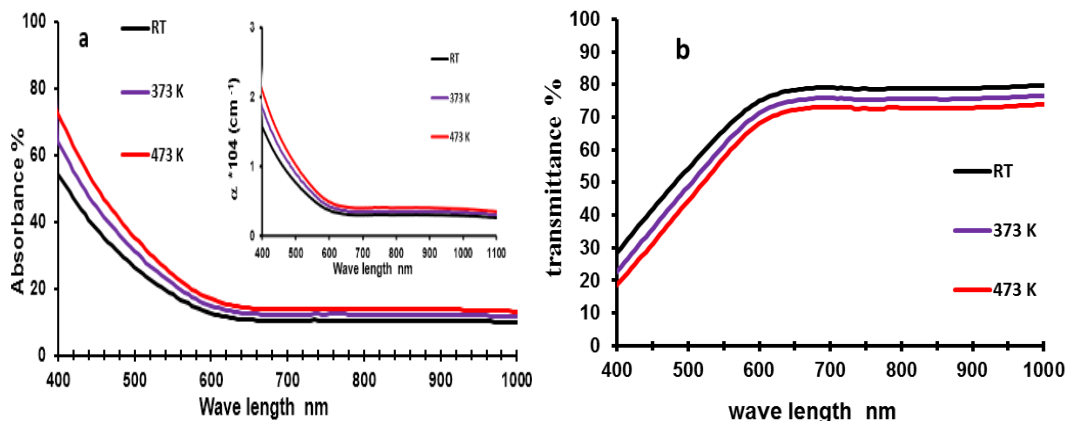 a
Absorbance %
100
80
60
40
20
0
RT
373 K
473 K
400 500 600 700 800 900 1000
Wave length nm
α *104 (cm -1)
3
2
1
0
RT
373 K
473 K
400 500 600 700 800 900 1000 1100
Wave length nm
b
transmittance %
100
90
80
70
60
50
40
30
20
10
0
RT
373 K
473 K
400 500 600 700 800 900 1000
wave length nm